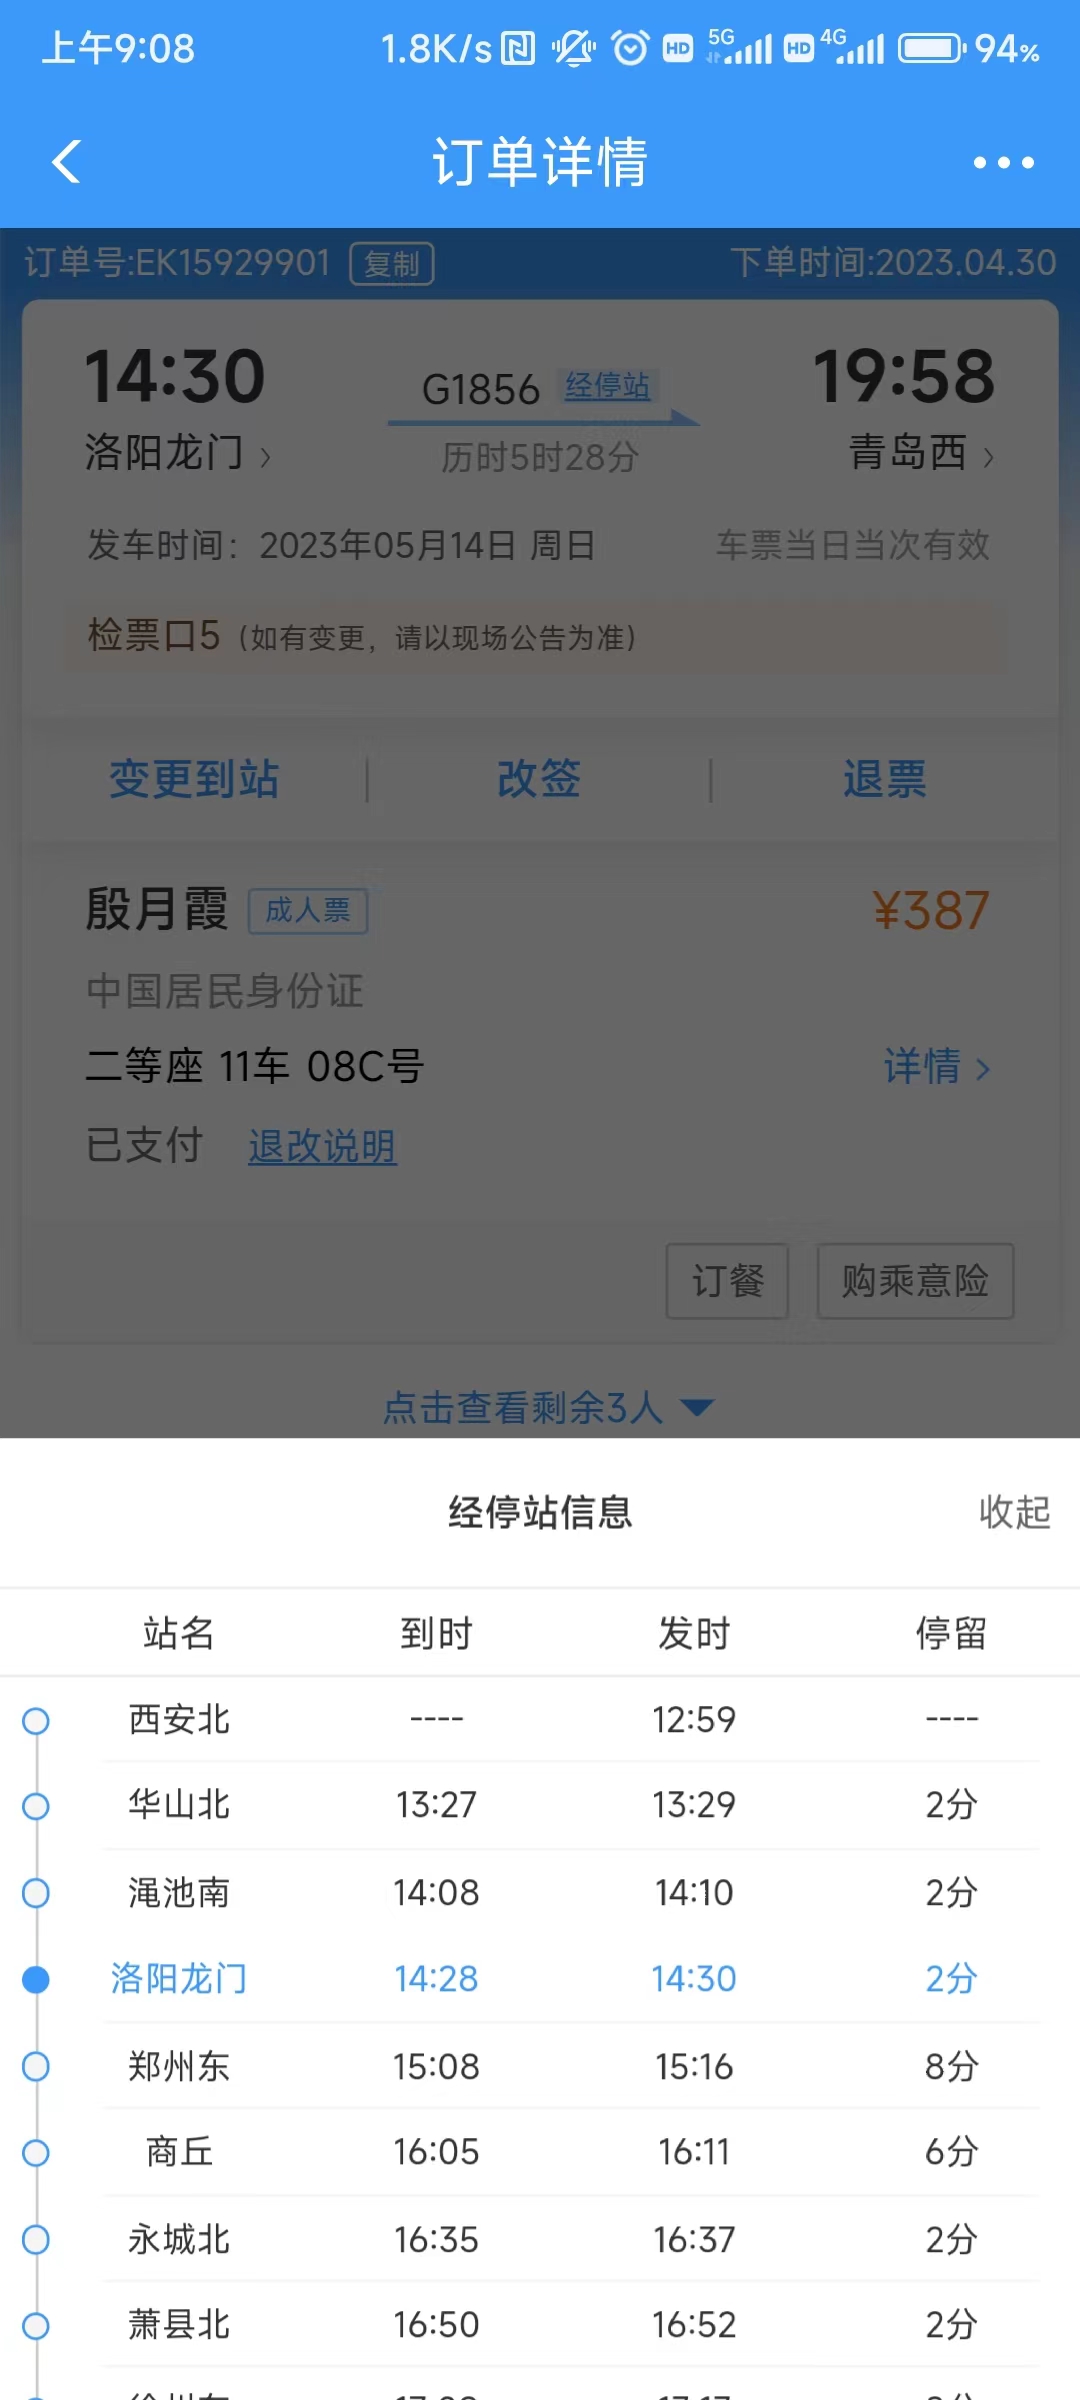 上午9:08 1.8K/s HD 5G HD 4G 94%
订单详情
订单号:EK15929901 复制 下单时间:2023.04.30
14:30 G1856 经停站 19:58
洛阳龙门 历时5时28分 青岛西
发车时间：2023年05月14日 周日 车票当日当次有效
检票口5（如有变更，请以现场公告为准）
变更到站 改签 退票
殷月霞 成人票 ¥387
中国居民身份证
二等座 11车 08C号 详情
已支付 退改说明
订餐 购乘意险
点击查看剩余3人
经停站信息 收起
站名 到时 发时 停留
西安北 ---- 12:59 ----
华山北 13:27 13:29 2分
渑池南 14:08 14:10 2分
洛阳龙门 14:28 14:30 2分
郑州东 15:08 15:16 8分
商丘 16:05 16:11 6分
永城北 16:35 16:37 2分
萧县北 16:50 16:52 2分